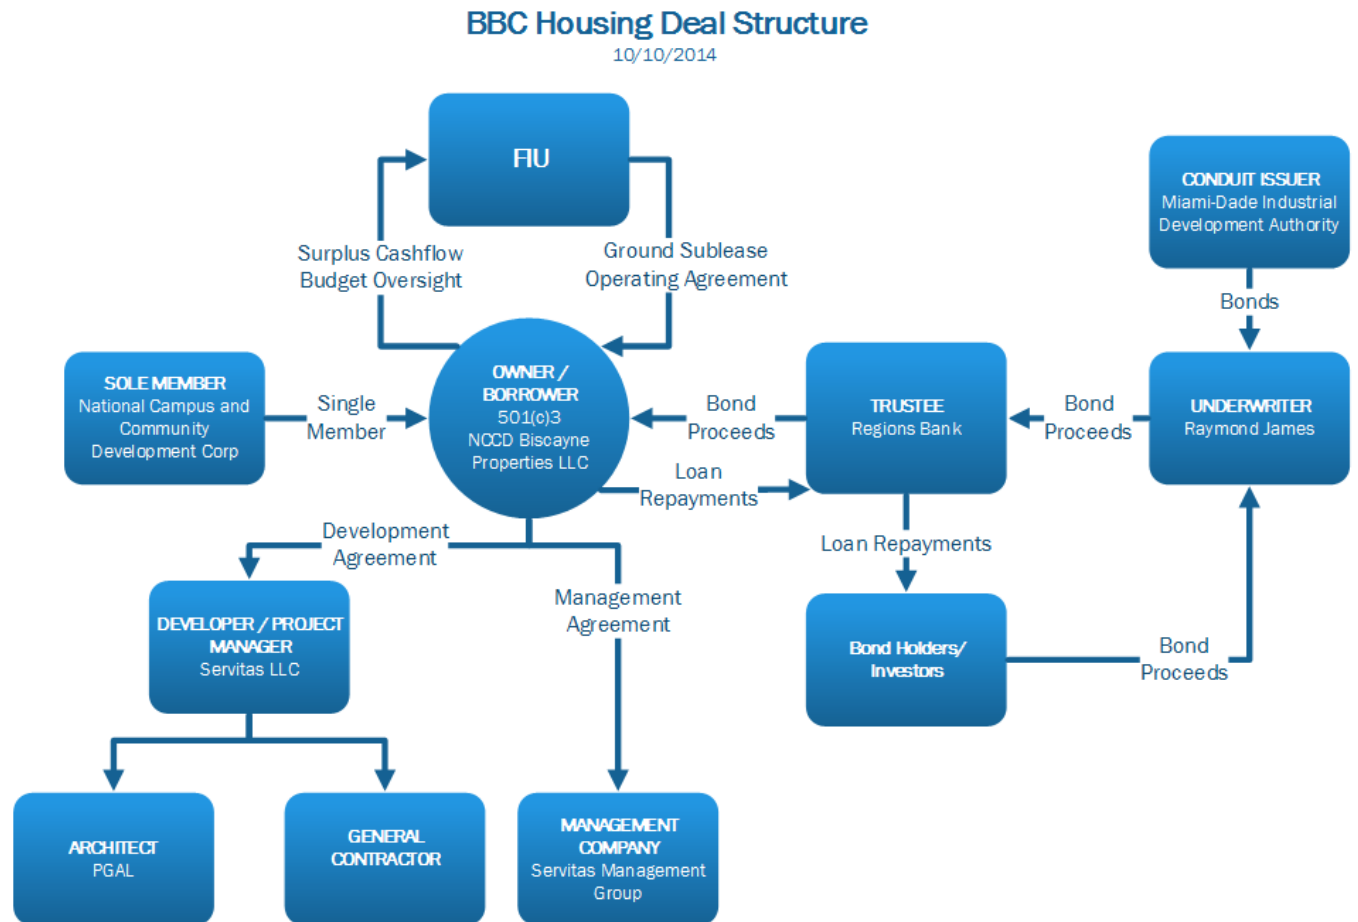 BBC Housing Deal Structure
10/10/2014
FIU
CONDUIT ISSUER
Miami-Dade Industrial
Development Authority
Surplus Cashflow
Budget Oversight
Ground Sublease
Operating Agreement
Bonds
SOLE MEMBER
National Campus and
Community
Development Corp
Single
Member
OWNER /
BORROWER
501(c)3
NCCD Biscayne
Properties LLC
Bond
Proceeds
TRUSTEE
Regions Bank
Bond
Proceeds
UNDERWRITER
Raymond James
Loan
Repayments
Development
Agreement
Loan Repayments
Management
Agreement
DEVELOPER / PROJECT
MANAGER
Servitas LLC
Bond Holders/
Investors
Bond
Proceeds
ARCHITECT
PGAL
GENERAL
CONTRACTOR
MANAGEMENT
COMPANY
Servitas Management
Group